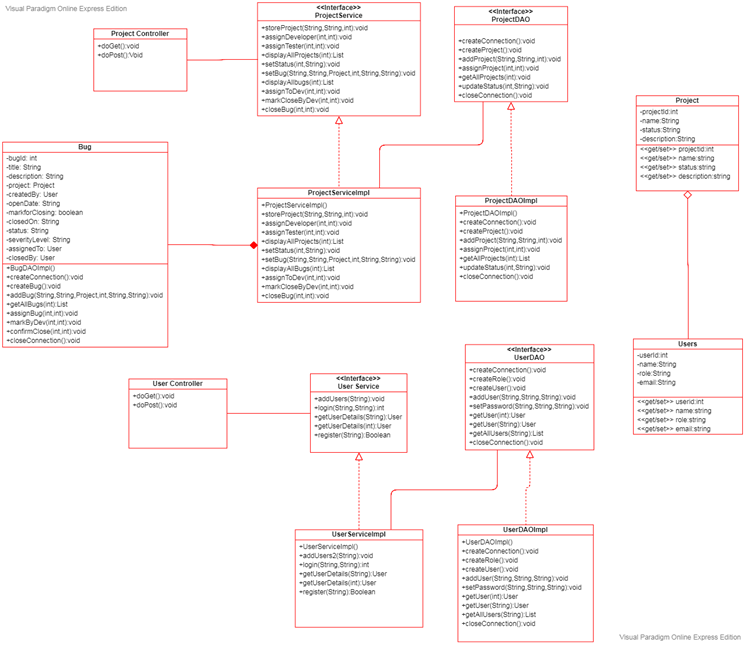 Visual Paradigm Online Express Edition
Project Controller
+doGet():void
+doPost():Void
<<Interface>>
ProjectService
+storeProject(String,String,int):void
+assignDeveloper(int,int):void
+assignTester(int,int):void
+displayAllProjects(int):List
+setStatus(int,String):void
+setBug(String,String,Project,int,String,String):void
+displayAllbugs(int):List
+assignToDev(int,int):void
+markCloseByDev(int,int):void
+closeBug(int,int):void
<<Interface>>
ProjectDAO
+createConnection():void
+createProject():void
+addProject(String,String,int):void
+assignProject(int,int):void
+getAllProjects(int):void
+updateStatus(int,String):void
+closeConnection():void
Project
-projectId:int
-name:String
-status:String
-description:String
<<get/set>> projectid:int
<<get/set>> name:string
<<get/set>> status:string
<<get/set>> description:string
Bug
-bugId: int
-title: String
-description: String
-project: Project
-createdBy: User
-openDate: String
-markforClosing: boolean
-closedOn: String
-status: String
-severityLevel: String
-assignedTo: User
-closedBy: User
+BugDAOImpl()
+createConnection():void
+createBug():void
+addBug(String,String,Project,int,String,String):void
+getAllBugs(int):List
+assignBug(int,int):void
+markByDev(int,int):void
+confirmClose(int,int):void
+closeConnection():void
ProjectServiceImpl
+ProjectServiceImpl()
+storeProject(String,String,int):void
+assignDeveloper(int,int):void
+assignTester(int,int):void
+displayAllProjects(int):List
+setStatus(int,String):void
+setBug(String,String,Project,int,String,String):void
+displayAllBugs(int):List
+assignToDev(int,int):void
+markCloseByDev(int,int):void
+closeBug(int,int):void
ProjectDAOImpl
+ProjectDAOImpl()
+createConnection():void
+createProject():void
+addProject(String,String,int):void
+assignProject(int,int):void
+getAllProjects(int):List
+updateStatus(int,String):void
+closeConnection():void
User Controller
+doGet():void
+doPost():void
<<Interface>>
User Service
+addUsers(String):void
+login(String,String):int
+getUserDetails(String):User
+getUserDetails(int):User
+register(String):Boolean
<<Interface>>
UserDAO
+createConnection():void
+createRole():void
+createUser():void
+addUser(String,String,String):void
+setPassword(String,String,String):void
+getUser(int):User
+getUser(String):User
+getAllUsers(String):List
+closeConnection():void
Users
-userId:int
-name:String
-role:String
-email:String
<<get/set>> userid:int
<<get/set>> name:string
<<get/set>> role:string
<<get/set>> email:string
UserServiceImpl
+UserServiceImpl()
+addUsers2(String):void
+login(String,String):int
+getUserDetails(String):User
+getUserDetails(int):User
+register(String):Boolean
UserDAOImpl
+UserDAOImpl()
+createConnection():void
+createRole():void
+createUser():void
+addUser(String,String,String):void
+setPassword(String,String,String):void
+getUser(int):User
+getUser(String):User
+getAllUsers(String):List
+closeConnection():void
Visual Paradigm Online Express Edition